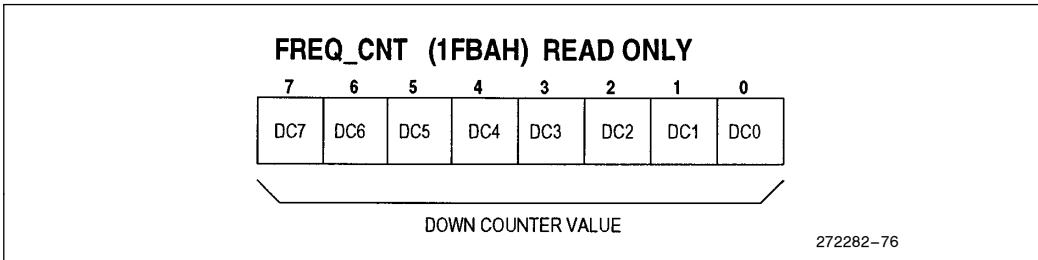 FREQ_CNT (1FBAH) READ ONLY
7 6 5 4 3 2 1 0
DC7 DC6 DC5 DC4 DC3 DC2 DC1 DC0
DOWN COUNTER VALUE
272282–76